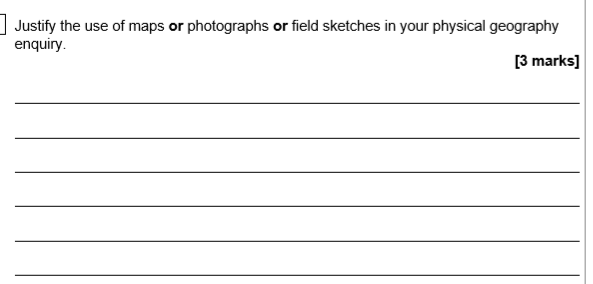 Justify the use of maps or photographs or field sketches in your physical geography
enquiry.
[3 marks]